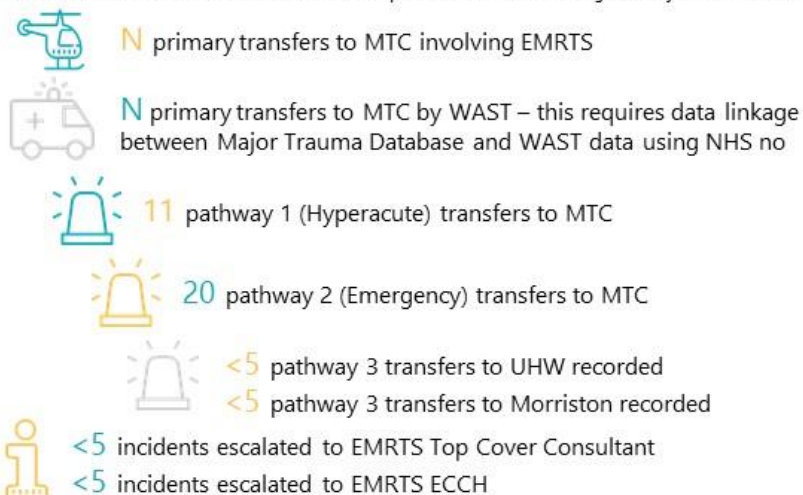 N primary transfers to MTC involving EMRTS
N primary transfers to MTC by WAST – this requires data linkage
between Major Trauma Database and WAST data using NHS no
11 pathway 1 (Hyperacute) transfers to MTC
20 pathway 2 (Emergency) transfers to MTC
<5 pathway 3 transfers to UHW recorded
<5 pathway 3 transfers to Morriston recorded
<5 incidents escalated to EMRTS Top Cover Consultant
<5 incidents escalated to EMRTS ECCH